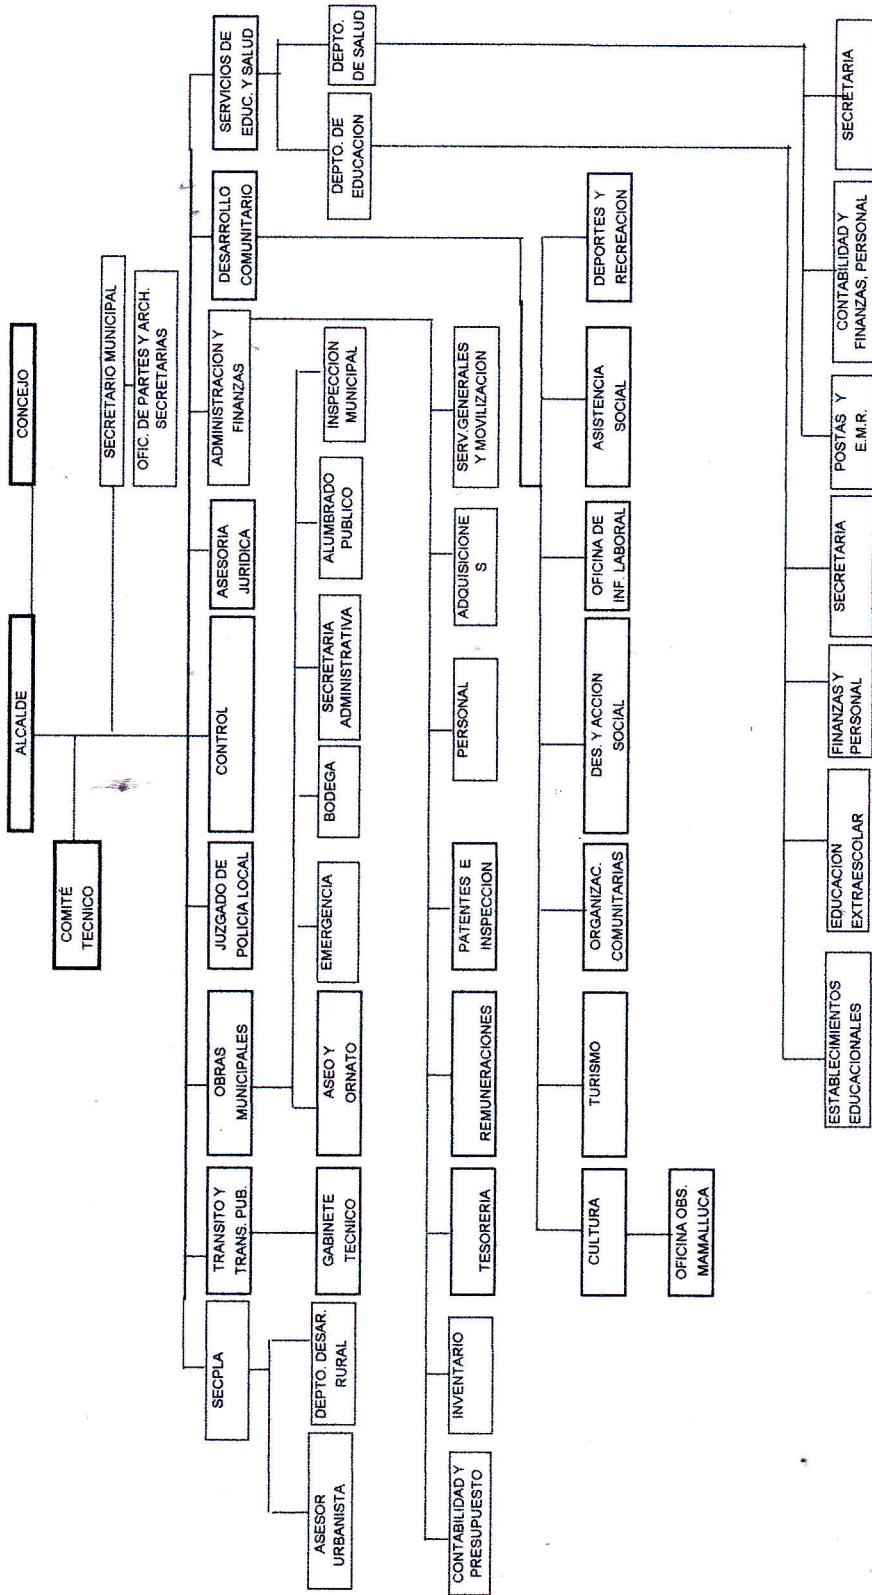 ALCALDE
CONCEJO
COMITÉ
TECNICO
SECRETARIO MUNICIPAL
OFIC. DE PARTES Y ARCH.
SECRETARIAS
SECPLA
TRANSITO Y
TRANS. PUB.
OBRAS
MUNICIPALES
JUZGADO DE
POLICIA LOCAL
CONTROL
ASESORIA
JURIDICA
ADMINISTRACION Y
FINANZAS
DESARROLLO
COMUNITARIO
SERVICIOS DE
EDUC. Y SALUD
ASESOR
URBANISTA
DEPTO. DESAR.
RURAL
GABINETE
TECNICO
ASEO Y
ORNATO
EMERGENCIA
BODEGA
SECRETARIA
ADMINISTRATIVA
ALUMBRADO
PUBLICO
INSPECCION
MUNICIPAL
DEPTO. DE
EDUCACION
DEPTO.
DE SALUD
CONTABILIDAD Y
PRESUPUESTO
INVENTARIO
TESORERIA
REMUNERACIONES
PATENTES E
INSPECCION
PERSONAL
ADQUISICIONE
S
SERV.GENERALES
Y MOVILIZACION
CULTURA
TURISMO
ORGANIZAC.
COMUNITARIAS
DES. Y ACCION
SOCIAL
OFICINA DE
INF. LABORAL
ASISTENCIA
SOCIAL
DEPORTES Y
RECREACION
OFICINA OBS.
MAMALLUCA
ESTABLECIMIENTOS
EDUCACIONALES
EDUCACION
EXTRAESCOLAR
FINANZAS Y
PERSONAL
SECRETARIA
POSTAS Y
E.M.R.
CONTABILIDAD Y
FINANZAS, PERSONAL
SECRETARIA